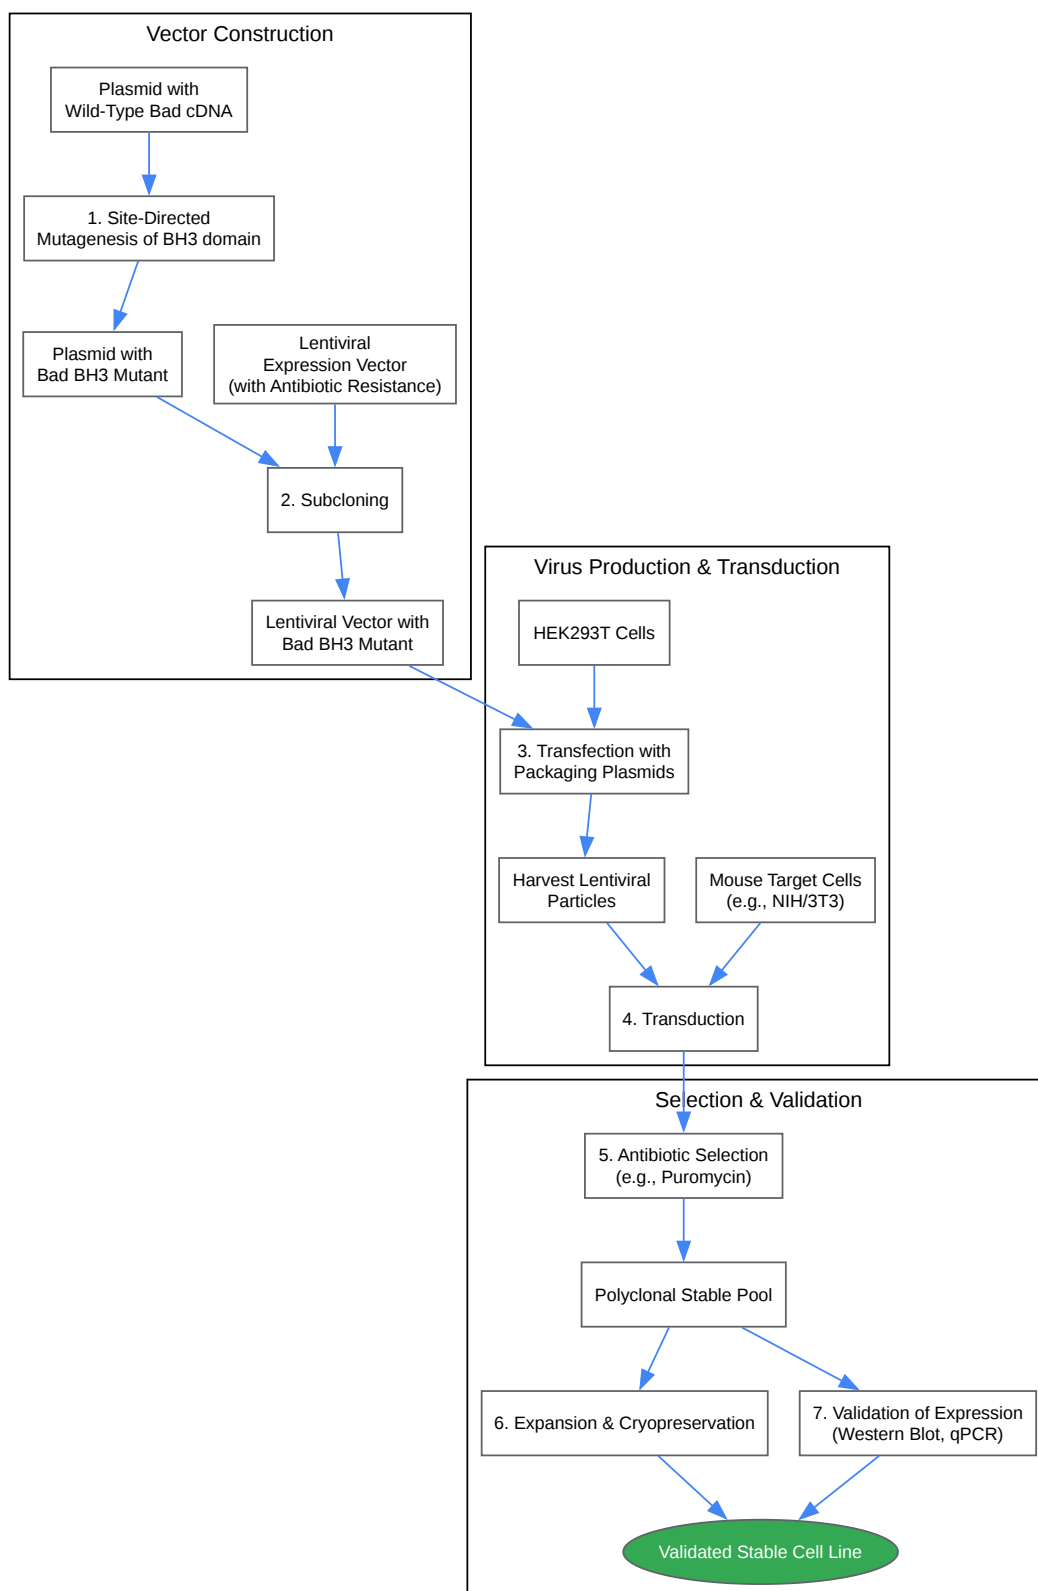 Vector Construction
Plasmid with
Wild-Type Bad cDNA
1. Site-Directed
Mutagenesis of BH3 domain
Plasmid with
Bad BH3 Mutant
Lentiviral
Expression Vector
(with Antibiotic Resistance)
2. Subcloning
Lentiviral Vector with
Bad BH3 Mutant
Virus Production & Transduction
HEK293T Cells
3. Transfection with
Packaging Plasmids
Harvest Lentiviral
Particles
Mouse Target Cells
(e.g., NIH/3T3)
4. Transduction
Selection & Validation
5. Antibiotic Selection
(e.g., Puromycin)
Polyclonal Stable Pool
6. Expansion & Cryopreservation
7. Validation of Expression
(Western Blot, qPCR)
Validated Stable Cell Line